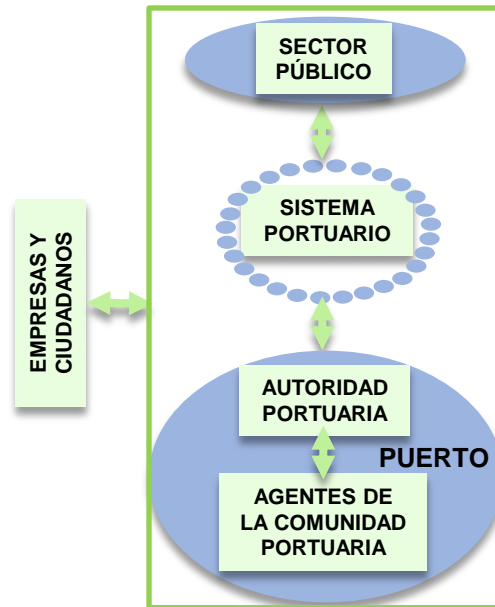 SECTOR
PÚBLICO
SISTEMA
PORTUARIO
EMPRESAS Y
CIUDADANOS
AUTORIDAD
PORTUARIA
PUERTO
AGENTES DE
LA COMUNIDAD
PORTUARIA